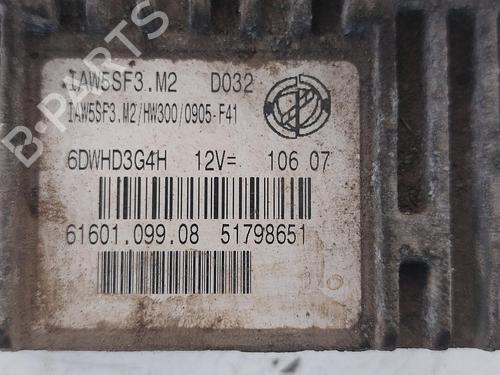 B-PARTS
IAW5SF3.M2 D032
IAW5SF3.M2/HW300/0905-F41
6DWHD3G4H 12V= 106 07
61601.099.08 51798651